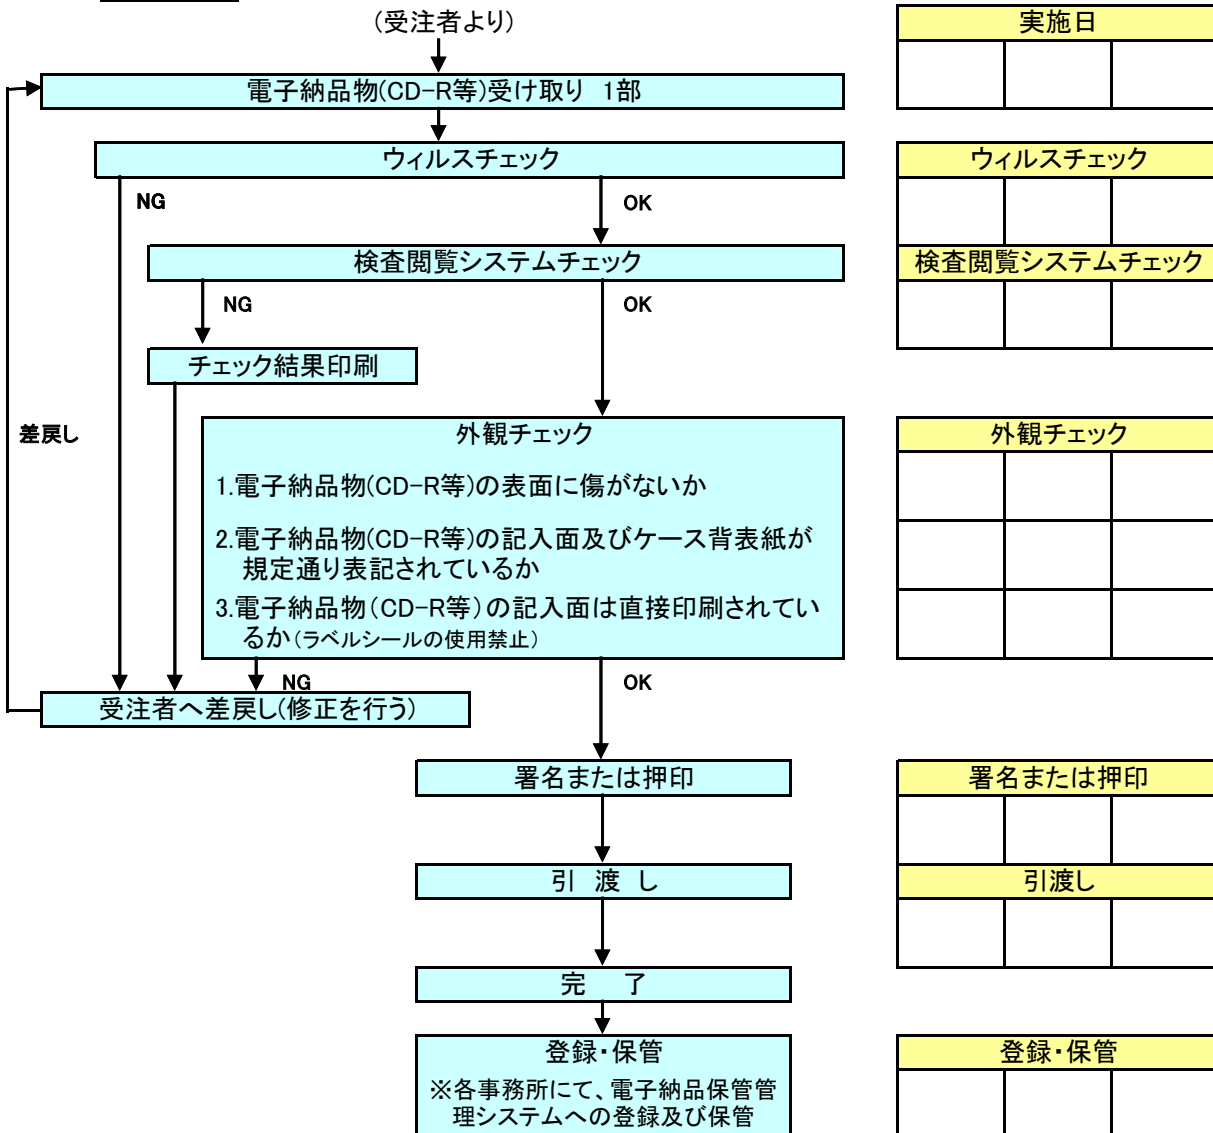 (受注者より)
実施日
電子納品物(CD-R等)受け取り 1部
ウィルスチェック
ウィルスチェック
NG
OK
検査閲覧システムチェック
検査閲覧システムチェック
NG
OK
チェック結果印刷
差戻し
外観チェック
外観チェック
1.電子納品物(CD-R等)の表面に傷がないか
2.電子納品物(CD-R等)の記入面及びケース背表紙が
規定通り表記されているか
3.電子納品物(CD-R等)の記入面は直接印刷されてい
るか(ラベルシールの使用禁止)
NG
OK
受注者へ差戻し(修正を行う)
署名または押印
署名または押印
引 渡 し
引渡し
完 了
登録・保管
登録・保管
※各事務所にて、電子納品保管管
理システムへの登録及び保管